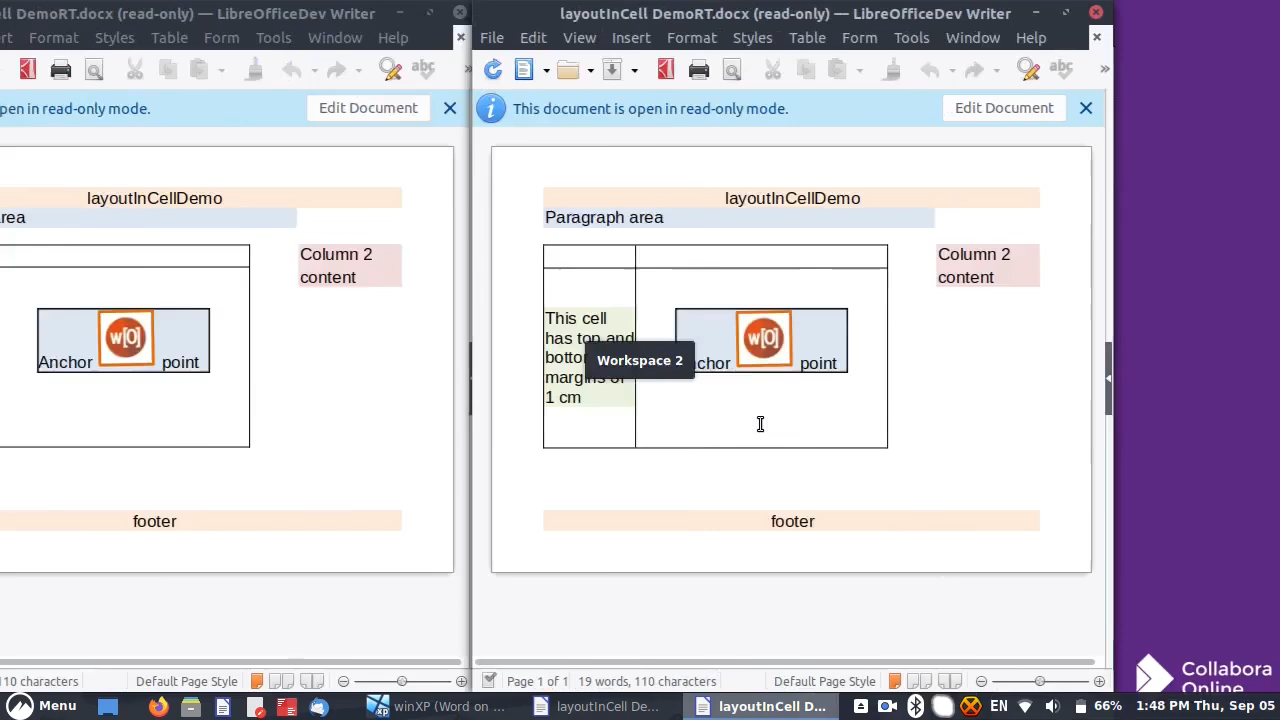 layoutInCell DemoRT.docx (read-only) — LibreOfficeDev Writer
Format Styles Table Form Tools Window Help
open in read-only mode.
Edit Document
layoutInCellDemo
Column 2
content
Anchor
w[O]
point
footer
110 characters
Default Page Style
layoutInCell DemoRT.docx (read-only) — LibreOfficeDev Writer
File Edit View Insert Format Styles Table Form Tools Window Help
This document is open in read-only mode.
Edit Document
layoutInCellDemo
Paragraph area
Column 2
content
This cell
has top and
margins of
1 cm
w[O]
point
Workspace 2
footer
Page 1 of 1
19 words, 110 characters
Default Page Style
Collabora
Online
Menu
winXP (Word on ...
layoutInCell De...
layoutInCell D...
EN
66%
1:48 PM Thu, Sep 05